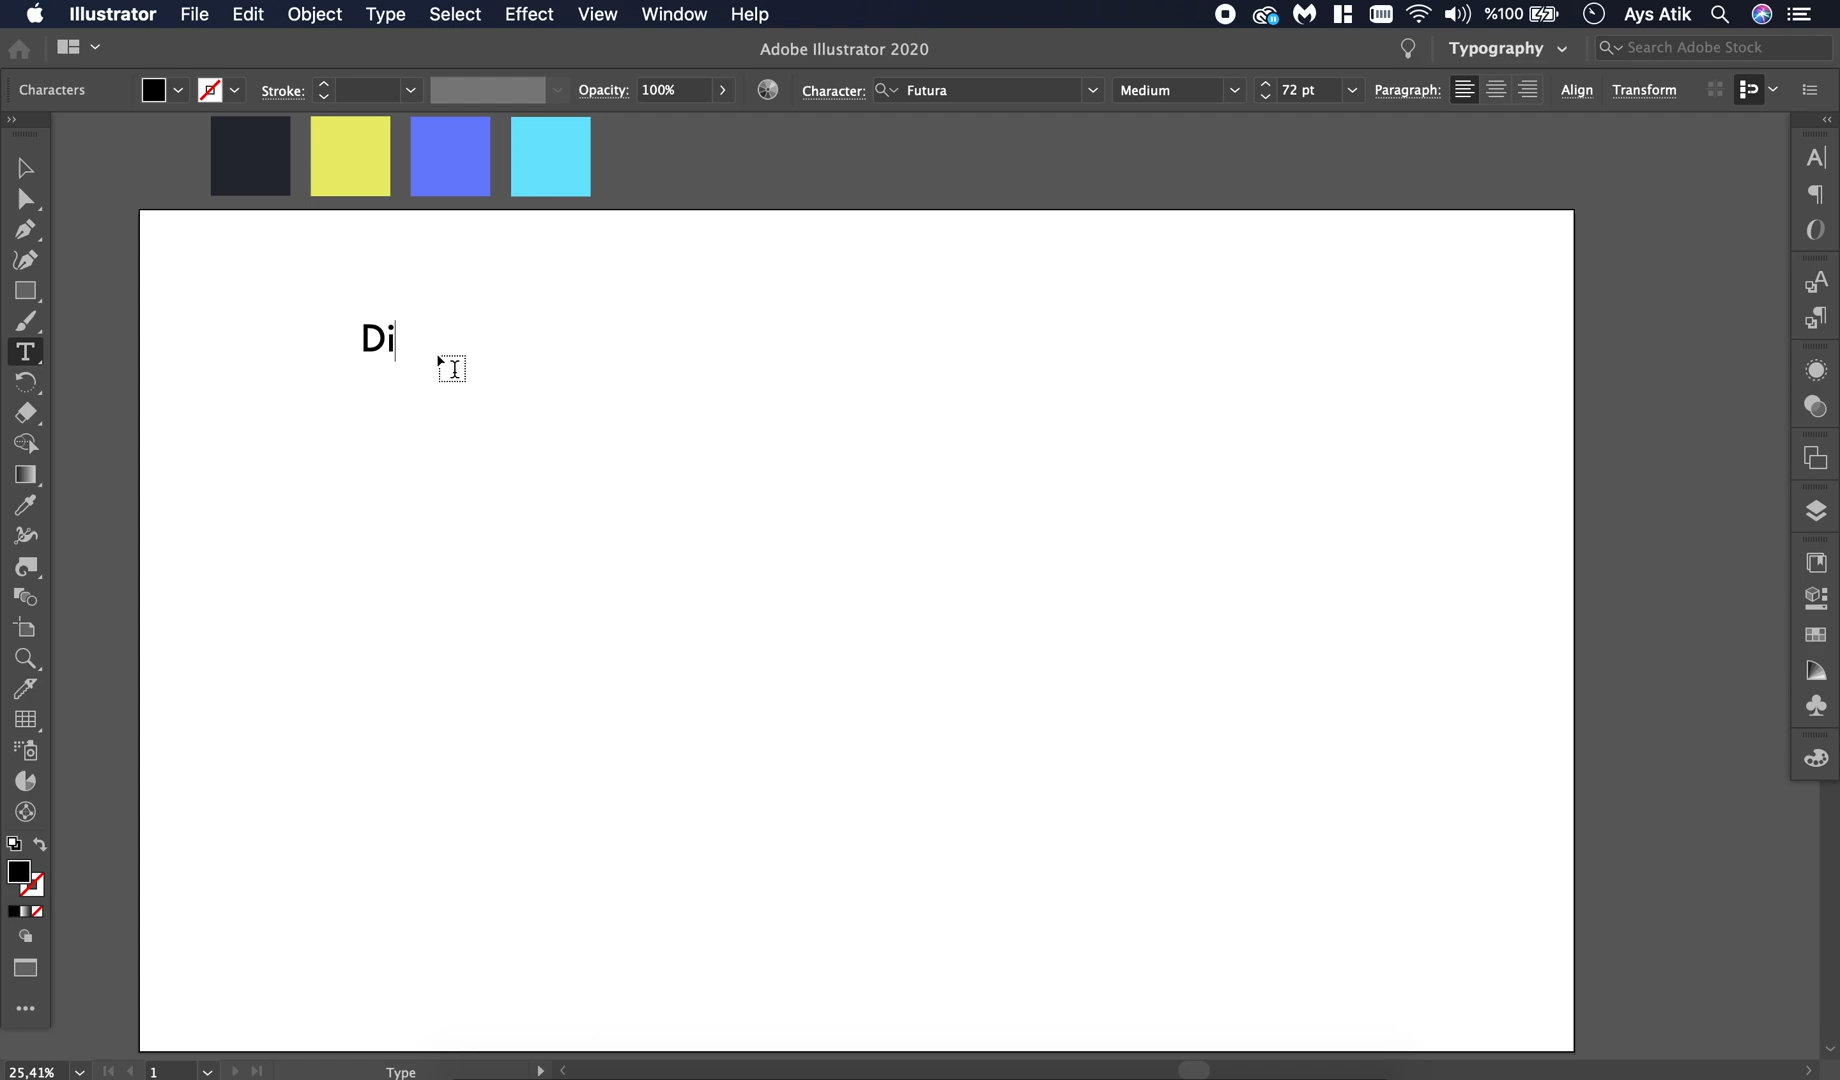 Illustrator File Edit Object Type Select Effect View Window Help %100 Ays Atik
Adobe Illustrator 2020 Typography Search Adobe Stock
Characters Stroke: Opacity: 100% Character: Futura Medium 72 pt Paragraph: Align Transform
Di
25,41% 1 Type